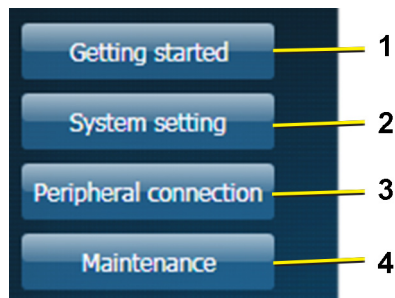 Getting started 1
System setting 2
Peripheral connection 3
Maintenance 4